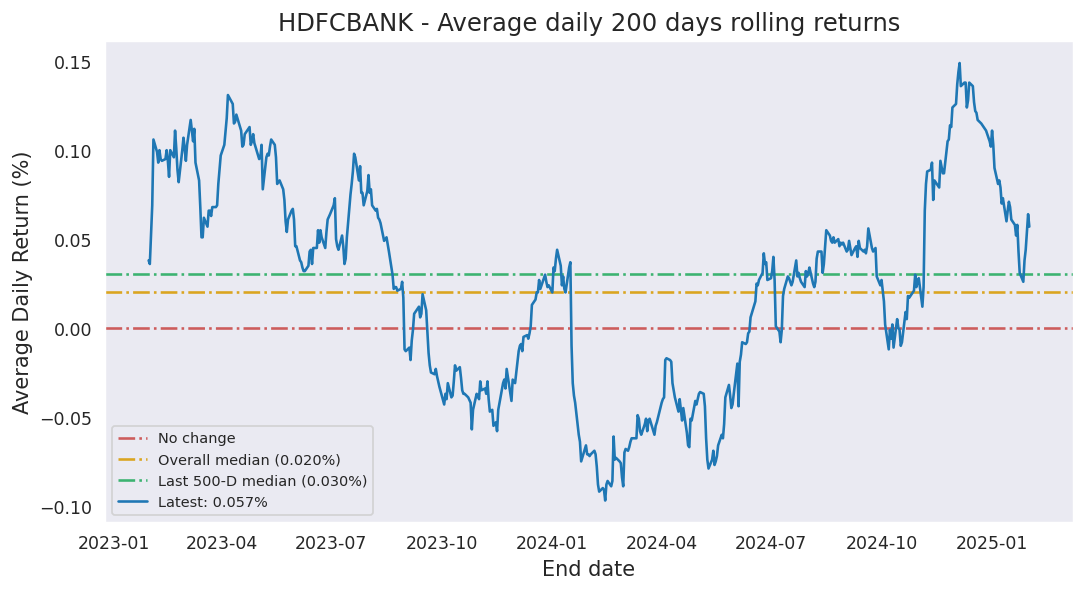 HDFCBANK - Average daily 200 days rolling returns
Average Daily Return (%)
0.15
0.10
0.05
0.00
−0.05
−0.10
No change
Overall median (0.020%)
Last 500-D median (0.030%)
Latest: 0.057%
2023-01 2023-04 2023-07 2023-10 2024-01 2024-04 2024-07 2024-10 2025-01
End date